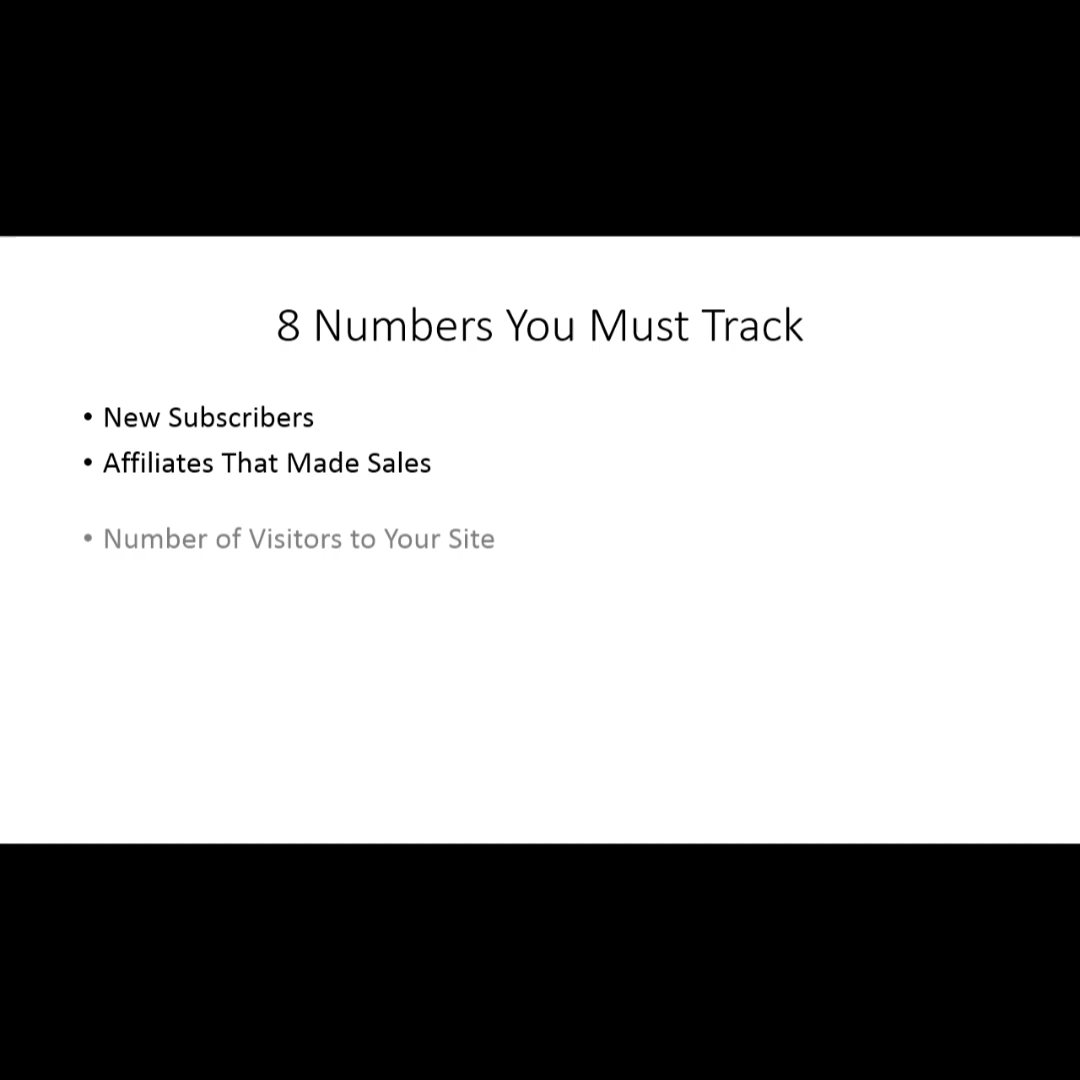 8 Numbers You Must Track
• New Subscribers
• Affiliates That Made Sales
• Number of Visitors to Your Site